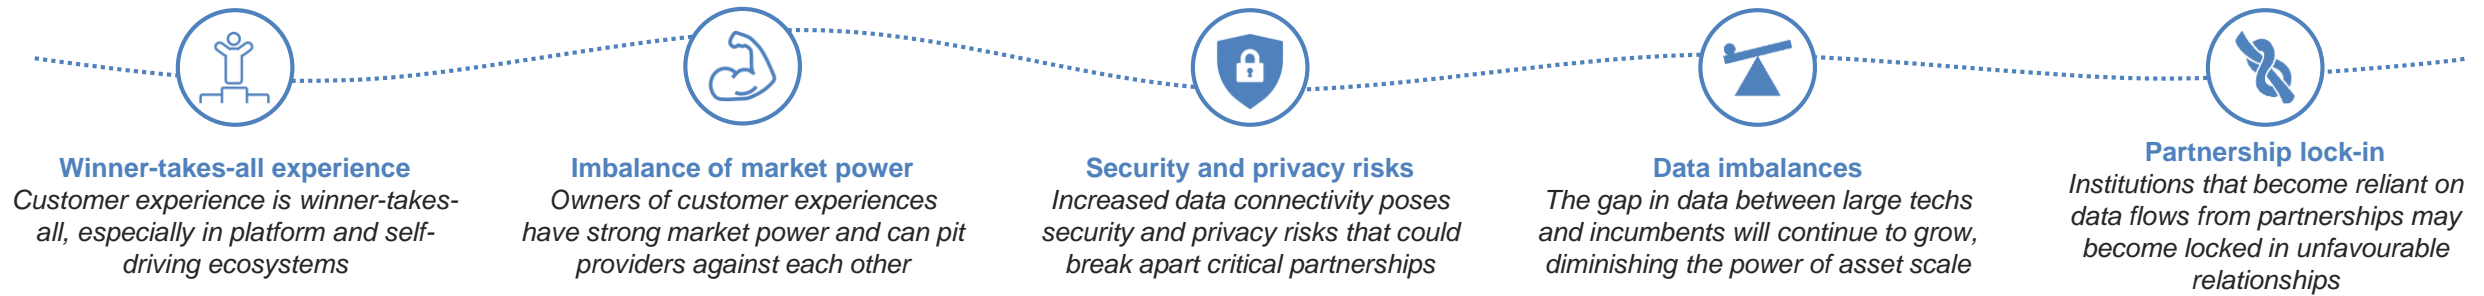 Winner-takes-all experience
Customer experience is winner-takes-
all, especially in platform and self-
driving ecosystems
Imbalance of market power
Owners of customer experiences
have strong market power and can pit
providers against each other
Security and privacy risks
Increased data connectivity poses
security and privacy risks that could
break apart critical partnerships
Data imbalances
The gap in data between large techs
and incumbents will continue to grow,
diminishing the power of asset scale
Partnership lock-in
Institutions that become reliant on
data flows from partnerships may
become locked in unfavourable
relationships